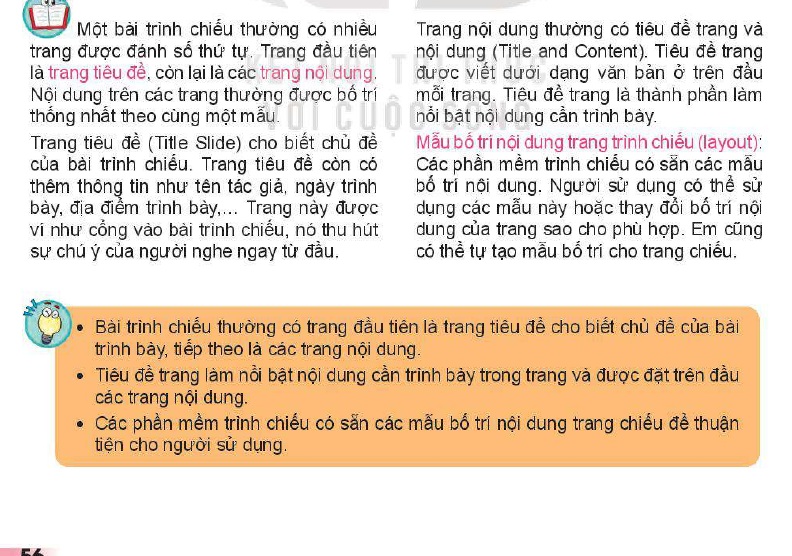 Một bài trình chiếu thường có nhiều
trang được đánh số thứ tự. Trang đầu tiên
là trang tiêu đề, còn lại là các trang nội dung.
Nội dung trên các trang thường được bố trí
thống nhất theo cùng một mẫu.
Trang tiêu đề (Title Slide) cho biết chủ đề
của bài trình chiếu. Trang tiêu đề còn có
thêm thông tin như tên tác giả, ngày trình
bày, địa điểm trình bày,... Trang này được
ví như cổng vào bài trình chiếu, nó thu hút
sự chú ý của người nghe ngay từ đầu.
Trang nội dung thường có tiêu đề trang và
nội dung (Title and Content). Tiêu đề trang
được viết dưới dạng văn bản ở trên đầu
mỗi trang. Tiêu đề trang là thành phần làm
nổi bật nội dung cần trình bày.
Mẫu bố trí nội dung trang trình chiếu (layout):
Các phần mềm trình chiếu có sẵn các mẫu
bố trí nội dung. Người sử dụng có thể sử
dụng các mẫu này hoặc thay đổi bố trí nội
dung của trang sao cho phù hợp. Em cũng
có thể tự tạo mẫu bố trí cho trang chiếu.
KẾT NỐI TRI THỨC
VỚI CUỘC SỐNG
• Bài trình chiếu thường có trang đầu tiên là trang tiêu đề cho biết chủ đề của bài
trình bày, tiếp theo là các trang nội dung.
• Tiêu đề trang làm nổi bật nội dung cần trình bày trong trang và được đặt trên đầu
các trang nội dung.
• Các phần mềm trình chiếu có sẵn các mẫu bố trí nội dung trang chiếu để thuận
tiện cho người sử dụng.
56